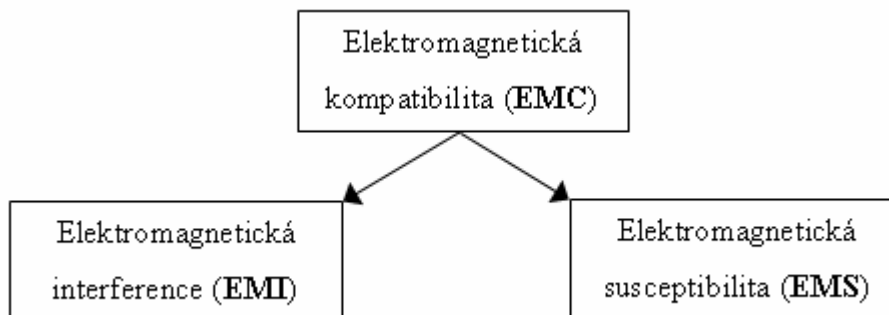 Elektromagnetická
kompatibilita (EMC)
Elektromagnetická
interference (EMI)
Elektromagnetická
susceptibilita (EMS)